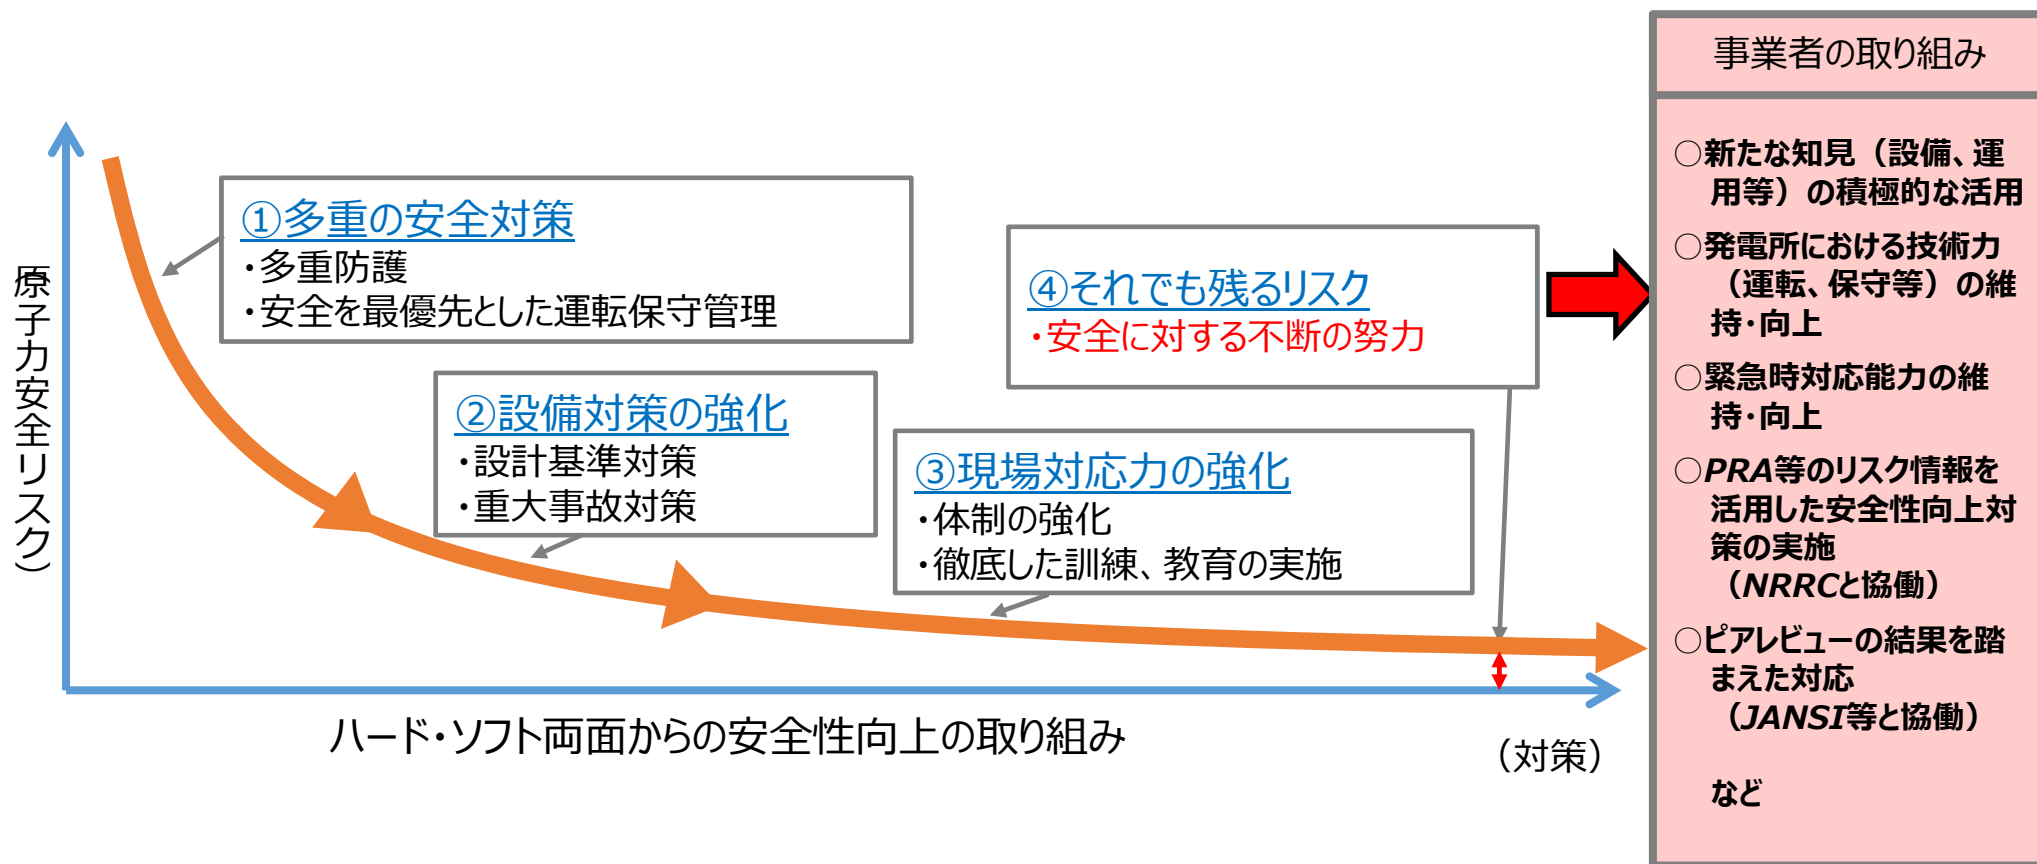 (原子力安全リスク)
①多重の安全対策
・多重防護
・安全を最優先とした運転保守管理
②設備対策の強化
・設計基準対策
・重大事故対策
③現場対応力の強化
・体制の強化
・徹底した訓練、教育の実施
④それでも残るリスク
・安全に対する不断の努力
ハード・ソフト両面からの安全性向上の取り組み
(対策)
事業者の取り組み
○新たな知見(設備、運
用等)の積極的な活用
○発電所における技術力
(運転、保守等)の維
持・向上
○緊急時対応能力の維
持・向上
○PRA等のリスク情報を
活用した安全性向上対
策の実施
(NRRCと協働)
○ピアレビューの結果を踏
まえた対応
(JANSI等と協働)
など